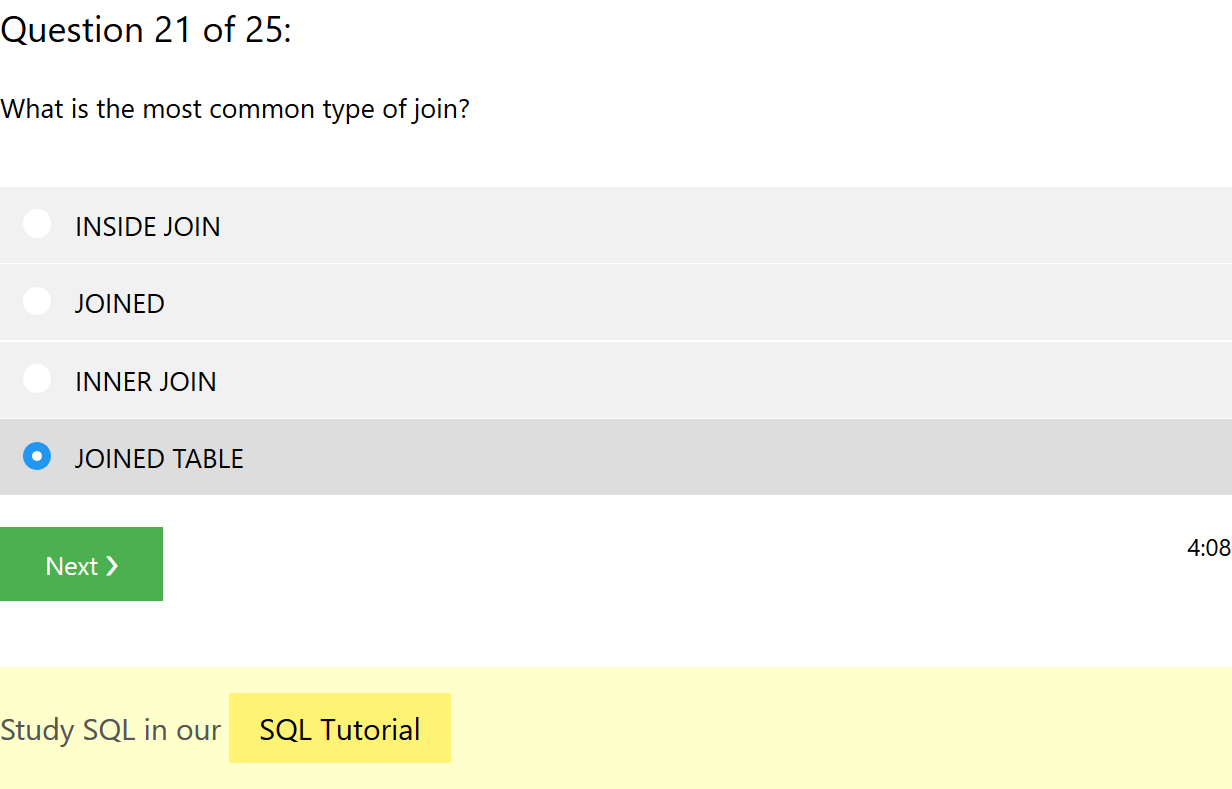 Question 21 of 25:
What is the most common type of join?
INSIDE JOIN
JOINED
INNER JOIN
JOINED TABLE
Next ❯
4:08
Study SQL in our SQL Tutorial